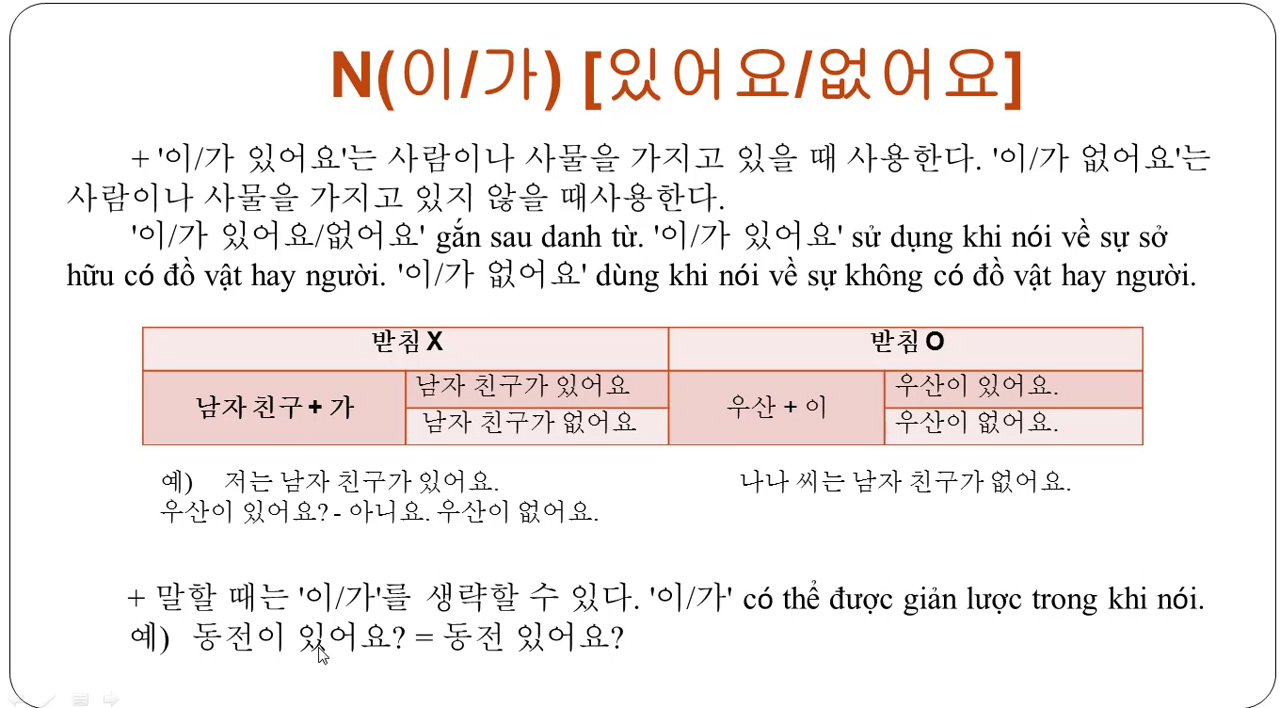 N(이/가) [있어요/없어요]
+ '이/가 있어요'는 사람이나 사물을 가지고 있을 때 사용한다. '이/가 없어요'는
사람이나 사물을 가지고 있지 않을 때사용한다.
'이/가 있어요/없어요' gắn sau danh từ. '이/가 있어요' sử dụng khi nói về sự sở
hữu có đồ vật hay người. '이/가 없어요' dùng khi nói về sự không có đồ vật hay người.
받침 X 받침 O
남자 친구 + 가 남자 친구가 있어요 우산 + 이 우산이 있어요.
남자 친구가 없어요 우산이 없어요.
예) 저는 남자 친구가 있어요. 나나 씨는 남자 친구가 없어요.
우산이 있어요? - 아니요. 우산이 없어요.
+ 말할 때는 '이/가'를 생략할 수 있다. '이/가' có thể được giản lược trong khi nói.
예) 동전이 있어요? = 동전 있어요?